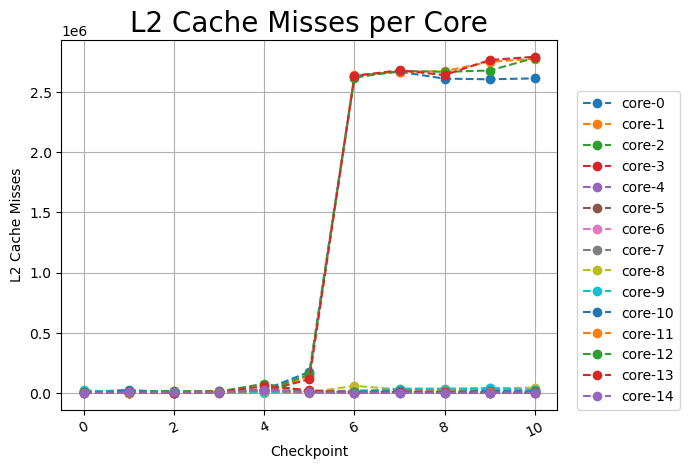 L2 Cache Misses per Core
1e6
2.5
2.0
1.5
1.0
0.5
0.0
L2 Cache Misses
0
2
4
6
8
10
Checkpoint
core-0
core-1
core-2
core-3
core-4
core-5
core-6
core-7
core-8
core-9
core-10
core-11
core-12
core-13
core-14